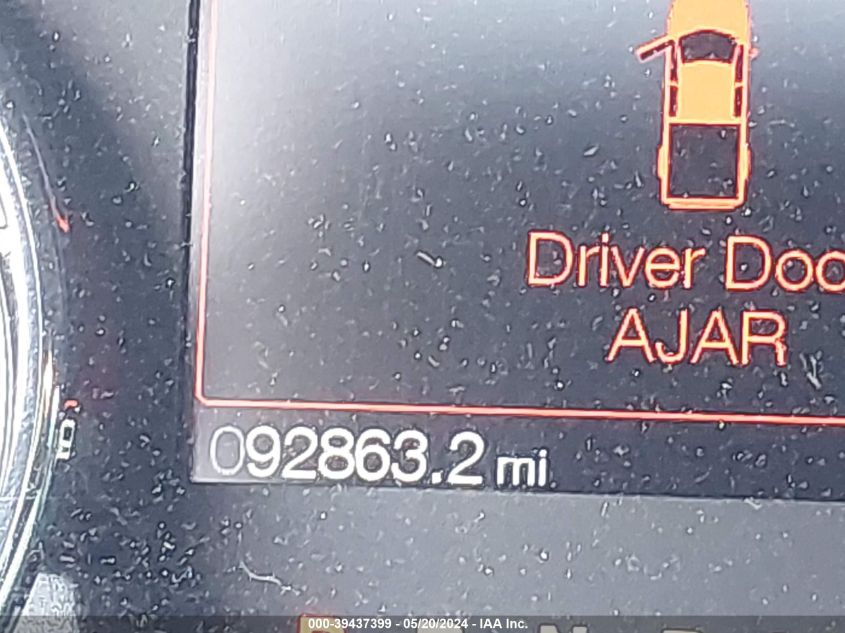 Driver Doo
AJAR
092863.2 mi
000-39437399 - 05/20/2024 - IAA Inc.